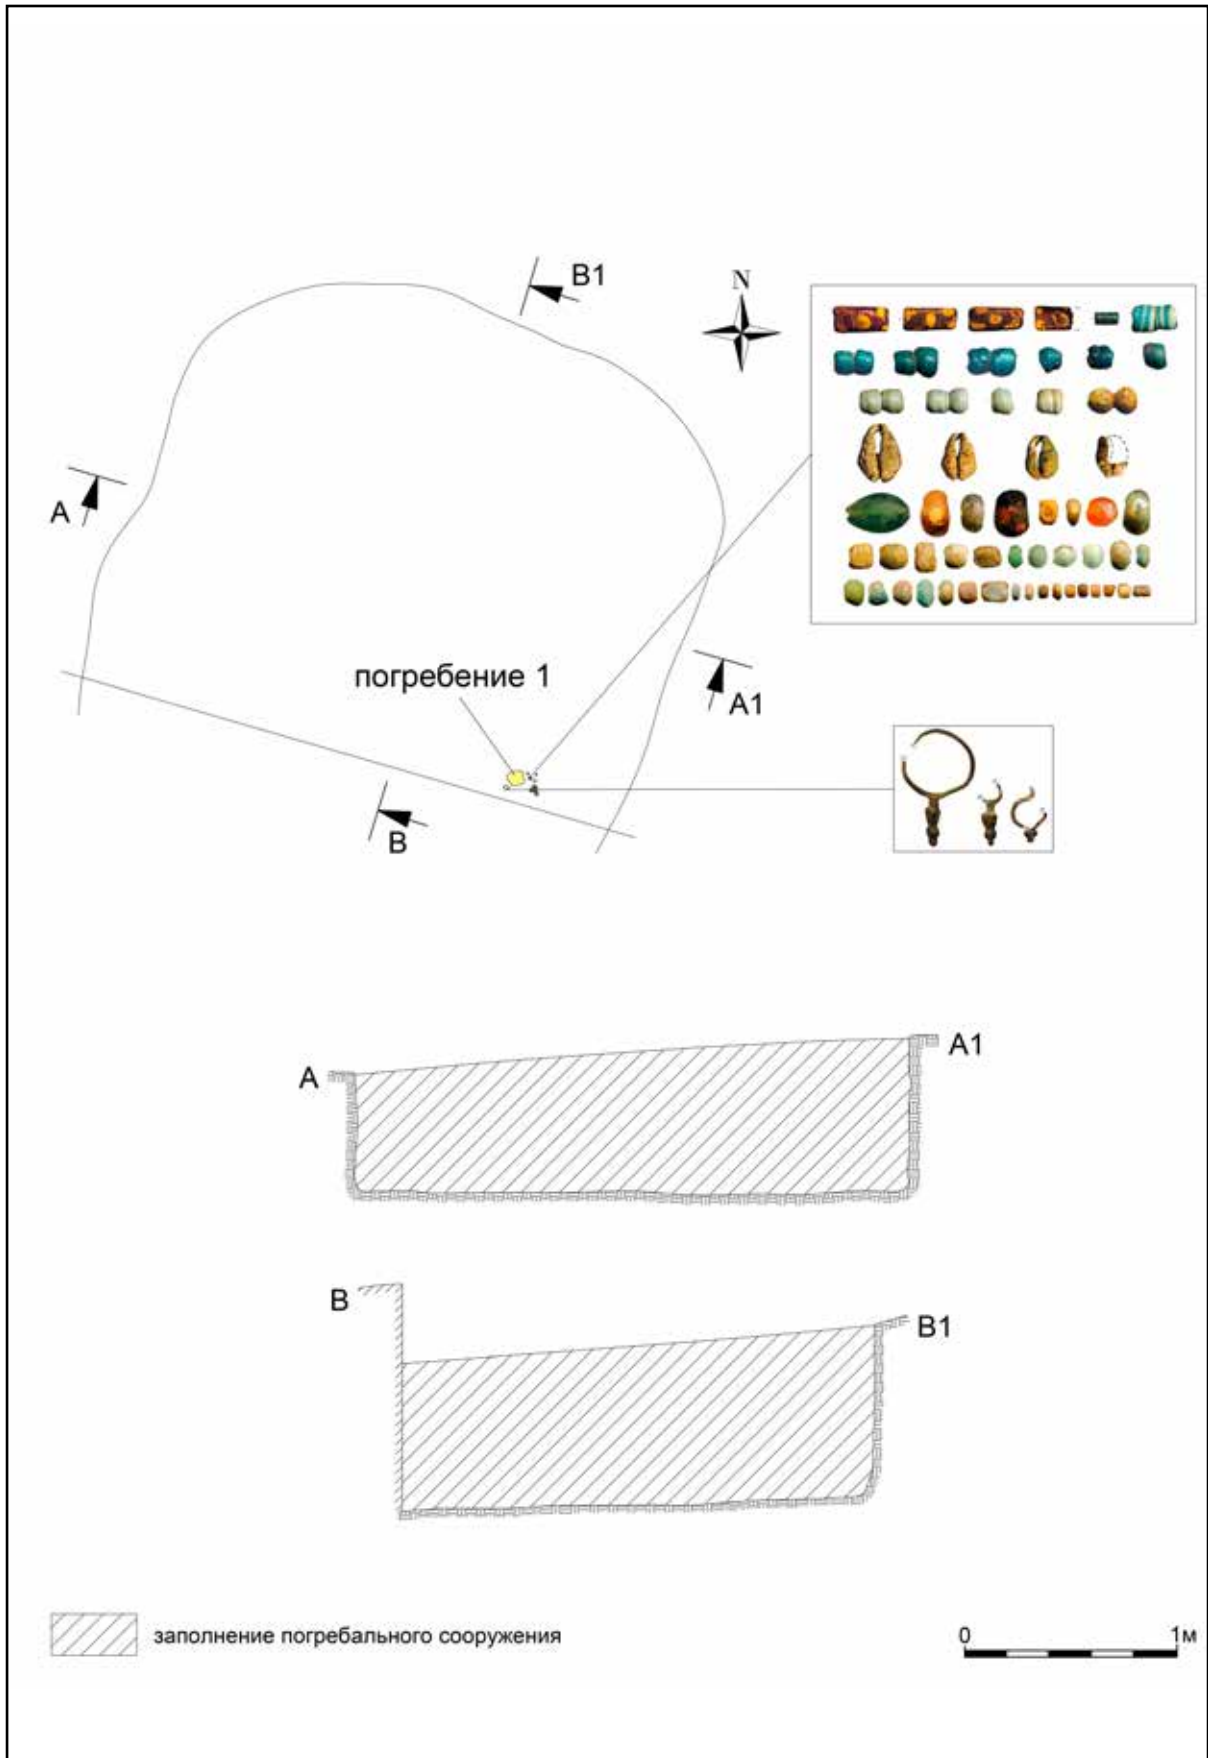 B1
N
A
погребение 1
A1
B
A
A1
B
B1
заполнение погребального сооружения
0 1м